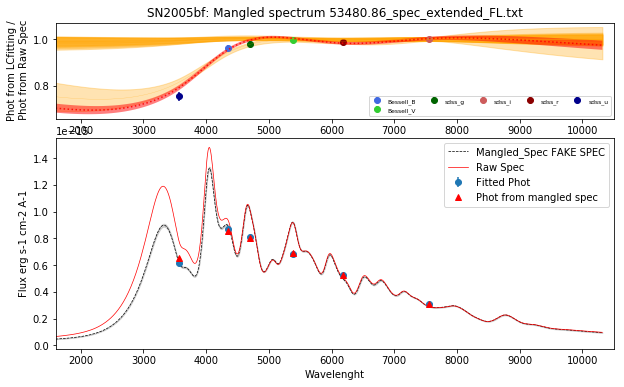 SN2005bf: Mangled spectrum 53480.86_spec_extended_FL.txt
Phot from LCfitting /
Phot from Raw Spec
1.0
0.8
Bessell_B
Bessell_V
sdss_g
sdss_i
sdss_r
sdss_u
2000 3000 4000 5000 6000 7000 8000 9000 10000
Flux erg s-1 cm-2 A-1
1.4
1.2
1.0
0.8
0.6
0.4
0.2
0.0
Mangled_Spec FAKE SPEC
Raw Spec
Fitted Phot
Phot from mangled spec
2000 3000 4000 5000 6000 7000 8000 9000 10000
Wavelenght